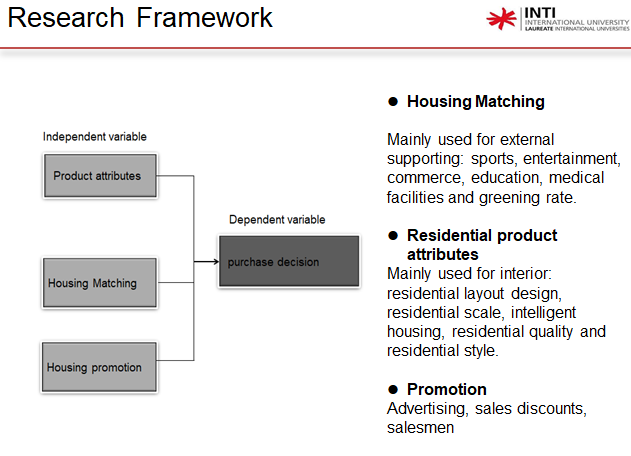 Research Framework
INTI
INTERNATIONAL UNIVERSITY
LAUREATE INTERNATIONAL UNIVERSITIES
Independent variable
Product attributes
Housing Matching
Housing promotion
Dependent variable
purchase decision
● Housing Matching
Mainly used for external
supporting: sports, entertainment,
commerce, education, medical
facilities and greening rate.
● Residential product
attributes
Mainly used for interior:
residential layout design,
residential scale, intelligent
housing, residential quality and
residential style.
● Promotion
Advertising, sales discounts,
salesmen